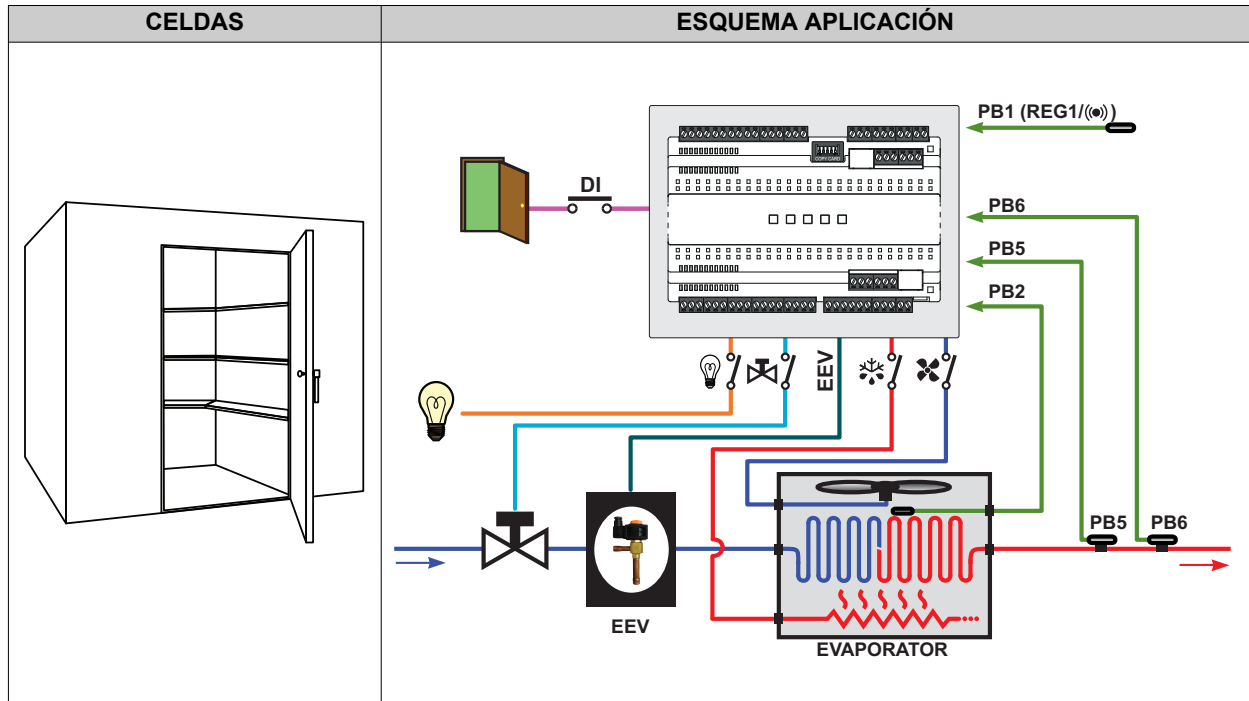 CELDAS
ESQUEMA APLICACIÓN
PB1 (REG1/ )
COPY CARD
DI
PB6
PB5
PB2
EEV
PB5
PB6
EEV
EVAPORATOR